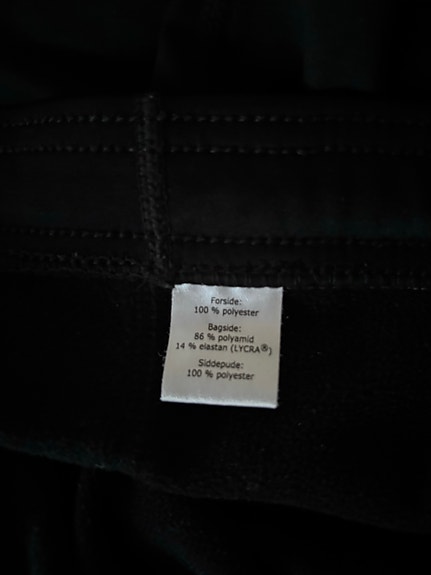 Forside:
100 % polyester
Bagside:
86 % polyamid
14 % elastan (LYCRA®)
Siddepude:
100 % polyester